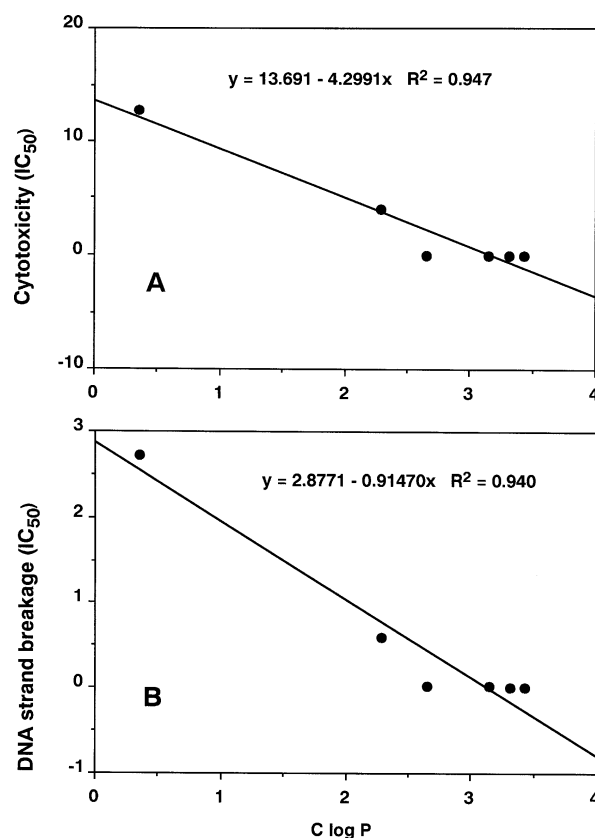 20
y = 13.691 - 4.2991x R² = 0.947
10
Cytotoxicity (IC₅₀)
0
A
-10
0 1 2 3 4
3
y = 2.8771 - 0.91470x R² = 0.940
2
DNA strand breakage (IC₅₀)
1
0
B
-1
0 1 2 3 4
C log P